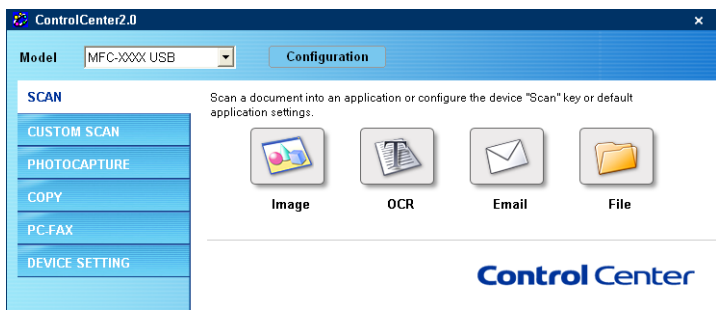 ControlCenter2.0
Model MFC-XXXX USB Configuration
SCAN
CUSTOM SCAN
PHOTOCAPTURE
COPY
PC-FAX
DEVICE SETTING
Scan a document into an application or configure the device "Scan" key or default
application settings.
Image OCR Email File
Control Center